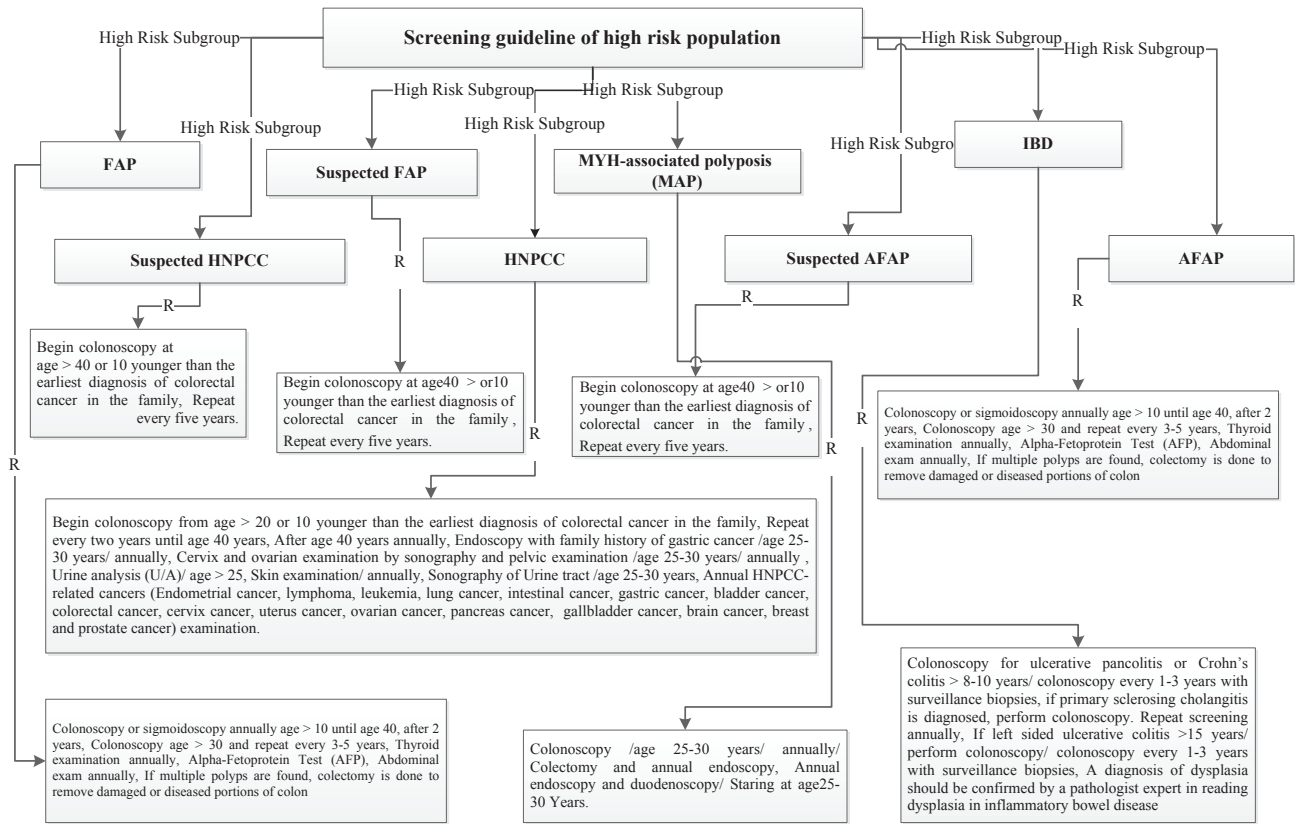 Screening guideline of high risk population
High Risk Subgroup
High Risk Subgroup
High Risk Subgroup
High Risk Subgroup
High Risk Subgroup
High Risk Subgroup
High Risk Subgro
High Risk Subgroup
High Risk Subgroup
FAP
Suspected FAP
MYH-associated polyposis
(MAP)
IBD
Suspected HNPCC
HNPCC
Suspected AFAP
AFAP
R
R
R
R
R
R
R
R
Begin colonoscopy at
age > 40 or 10 younger than the
earliest diagnosis of colorectal
cancer in the family, Repeat
every five years.
Begin colonoscopy at age40 > or10
younger than the earliest diagnosis of
colorectal cancer in the family ,
Repeat every five years.
Begin colonoscopy at age40 > or10
younger than the earliest diagnosis of
colorectal cancer in the family ,
Repeat every five years.
Colonoscopy or sigmoidoscopy annually age > 10 until age 40, after 2
years, Colonoscopy age > 30 and repeat every 3-5 years, Thyroid
examination annually, Alpha-Fetoprotein Test (AFP), Abdominal
exam annually, If multiple polyps are found, colectomy is done to
remove damaged or diseased portions of colon
Begin colonoscopy from age > 20 or 10 younger than the earliest diagnosis of colorectal cancer in the family, Repeat
every two years until age 40 years, After age 40 years annually, Endoscopy with family history of gastric cancer /age 25-
30 years/ annually, Cervix and ovarian examination by sonography and pelvic examination /age 25-30 years/ annually ,
Urine analysis (U/A)/ age > 25, Skin examination/ annually, Sonography of Urine tract /age 25-30 years, Annual HNPCC-
related cancers (Endometrial cancer, lymphoma, leukemia, lung cancer, intestinal cancer, gastric cancer, bladder cancer,
colorectal cancer, cervix cancer, uterus cancer, ovarian cancer, pancreas cancer, gallbladder cancer, brain cancer, breast
and prostate cancer) examination.
Colonoscopy or sigmoidoscopy annually age > 10 until age 40, after 2
years, Colonoscopy age > 30 and repeat every 3-5 years, Thyroid
examination annually, Alpha-Fetoprotein Test (AFP), Abdominal
exam annually, If multiple polyps are found, colectomy is done to
remove damaged or diseased portions of colon
Colonoscopy /age 25-30 years/ annually/
Colectomy and annual endoscopy, Annual
endoscopy and duodenoscopy/ Staring at age25-
30 Years.
Colonoscopy for ulcerative pancolitis or Crohn's
colitis > 8-10 years/ colonoscopy every 1-3 years with
surveillance biopsies, if primary sclerosing cholangitis
is diagnosed, perform colonoscopy. Repeat screening
annually, If left sided ulcerative colitis >15 years/
perform colonoscopy/ colonoscopy every 1-3 years
with surveillance biopsies, A diagnosis of dysplasia
should be confirmed by a pathologist expert in reading
dysplasia in inflammatory bowel disease